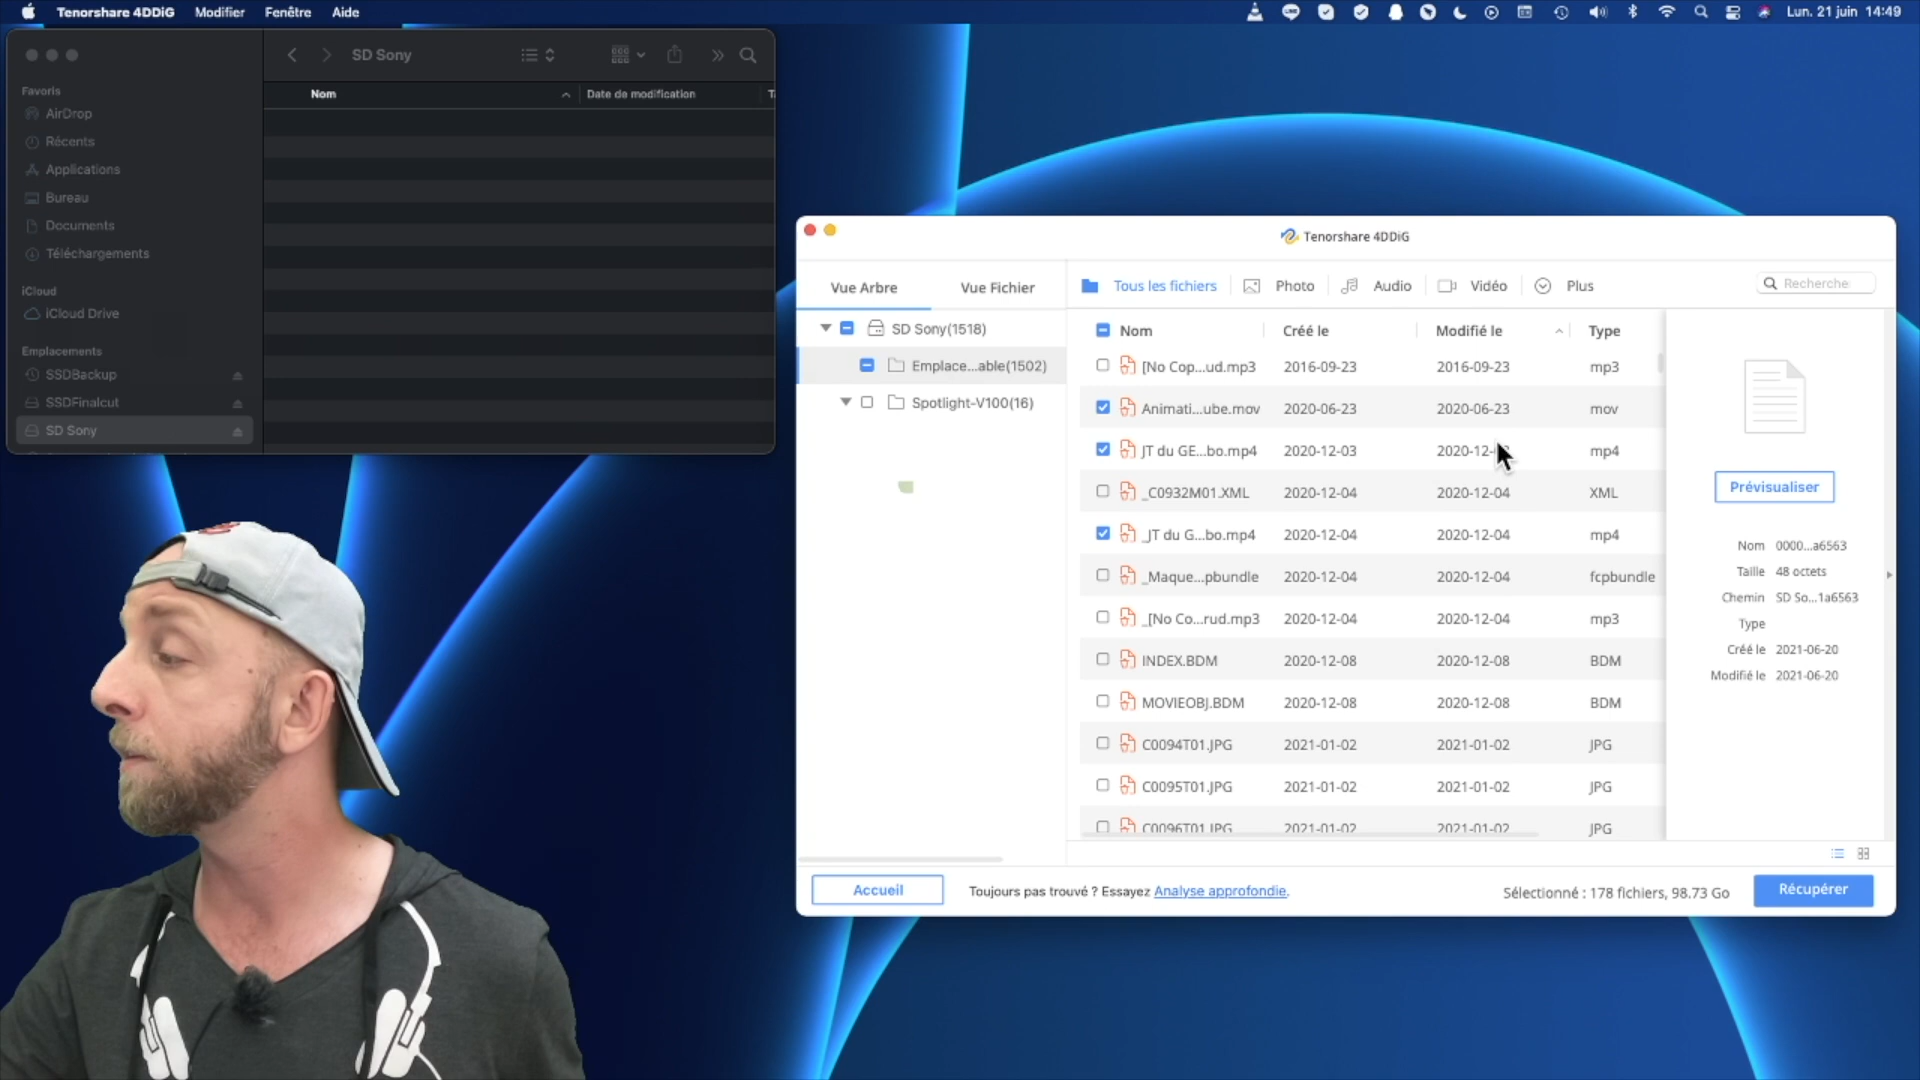 Tenorshare 4DDiG Modifier Fenêtre Aide
Lun. 21 juin 14:49
SD Sony
Nom
Date de modification
Favoris
AirDrop
Récents
Applications
Bureau
Documents
Téléchargements
iCloud
iCloud Drive
Emplacements
SSDBackup
SSDFinalcut
SD Sony
Tenorshare 4DDiG
Vue Arbre
Vue Fichier
Tous les fichiers
Photo
Audio
Vidéo
Plus
Recherche
SD Sony(1518)
Emplace...able(1502)
Spotlight-V100(16)
Nom Créé le Modifié le Type
[No Cop...ud.mp3 2016-09-23 2016-09-23 mp3
Animati...ube.mov 2020-06-23 2020-06-23 mov
JT du GE...bo.mp4 2020-12-03 2020-12- mp4
_C0932M01.XML 2020-12-04 2020-12-04 XML
_JT du G...bo.mp4 2020-12-04 2020-12-04 mp4
_Maque...pbundle 2020-12-04 2020-12-04 fcpbundle
_[No Co...rud.mp3 2020-12-04 2020-12-04 mp3
INDEX.BDM 2020-12-08 2020-12-08 BDM
MOVIEOBJ.BDM 2020-12-08 2020-12-08 BDM
C0094T01.JPG 2021-01-02 2021-01-02 JPG
C0095T01.JPG 2021-01-02 2021-01-02 JPG
C0096T01.JPG 2021-01-02 2021-01-02 JPG
Prévisualiser
Nom 0000...a6563
Taille 48 octets
Chemin SD So...1a6563
Type
Créé le 2021-06-20
Modifié le 2021-06-20
Accueil
Toujours pas trouvé ? Essayez Analyse approfondie.
Sélectionné : 178 fichiers, 98.73 Go
Récupérer